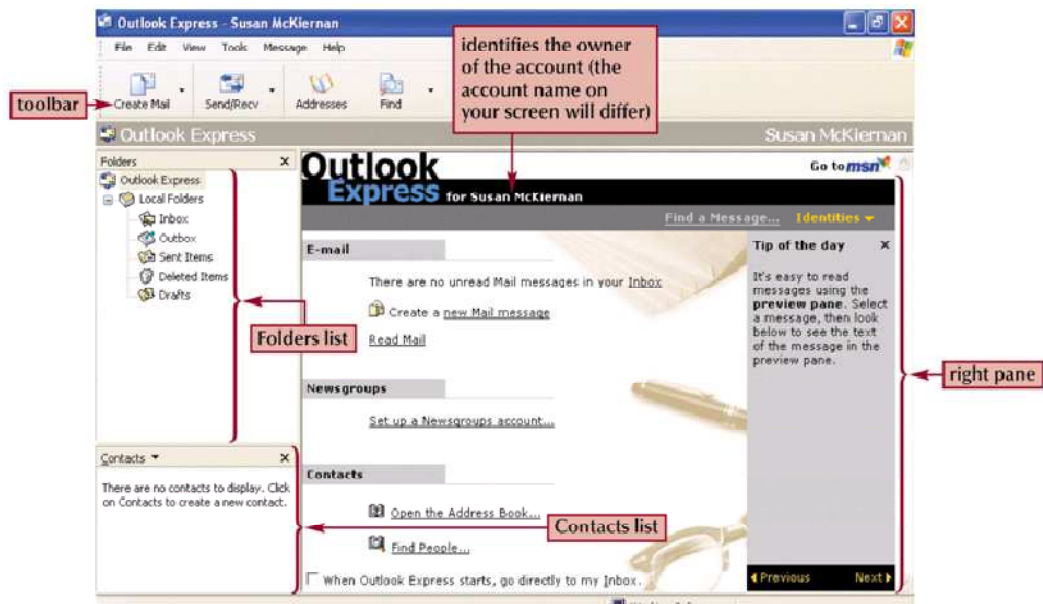 Outlook Express - Susan McKiernan
File Edit View Tools Message Help
identifies the owner
of the account (the
account name on
your screen will differ)
toolbar
Create Mail
Send/Recv
Addresses
Find
Outlook Express
Susan McKiernan
Folders
Outlook Express
Local Folders
Inbox
Outbox
Sent Items
Deleted Items
Drafts
Folders list
Contacts
There are no contacts to display. Click
on Contacts to create a new contact.
Contacts list
Outlook
Express for Susan McKiernan
Go to msn
Find a Message... Identities
E-mail
There are no unread Mail messages in your Inbox
Create a new Mail message
Read Mail
Newsgroups
Set up a Newsgroups account...
Contacts
Open the Address Book...
Find People...
When Outlook Express starts, go directly to my Inbox.
Tip of the day
It's easy to read
messages using the
preview pane. Select
a message, then look
below to see the text
of the message in the
preview pane.
Previous Next
right pane